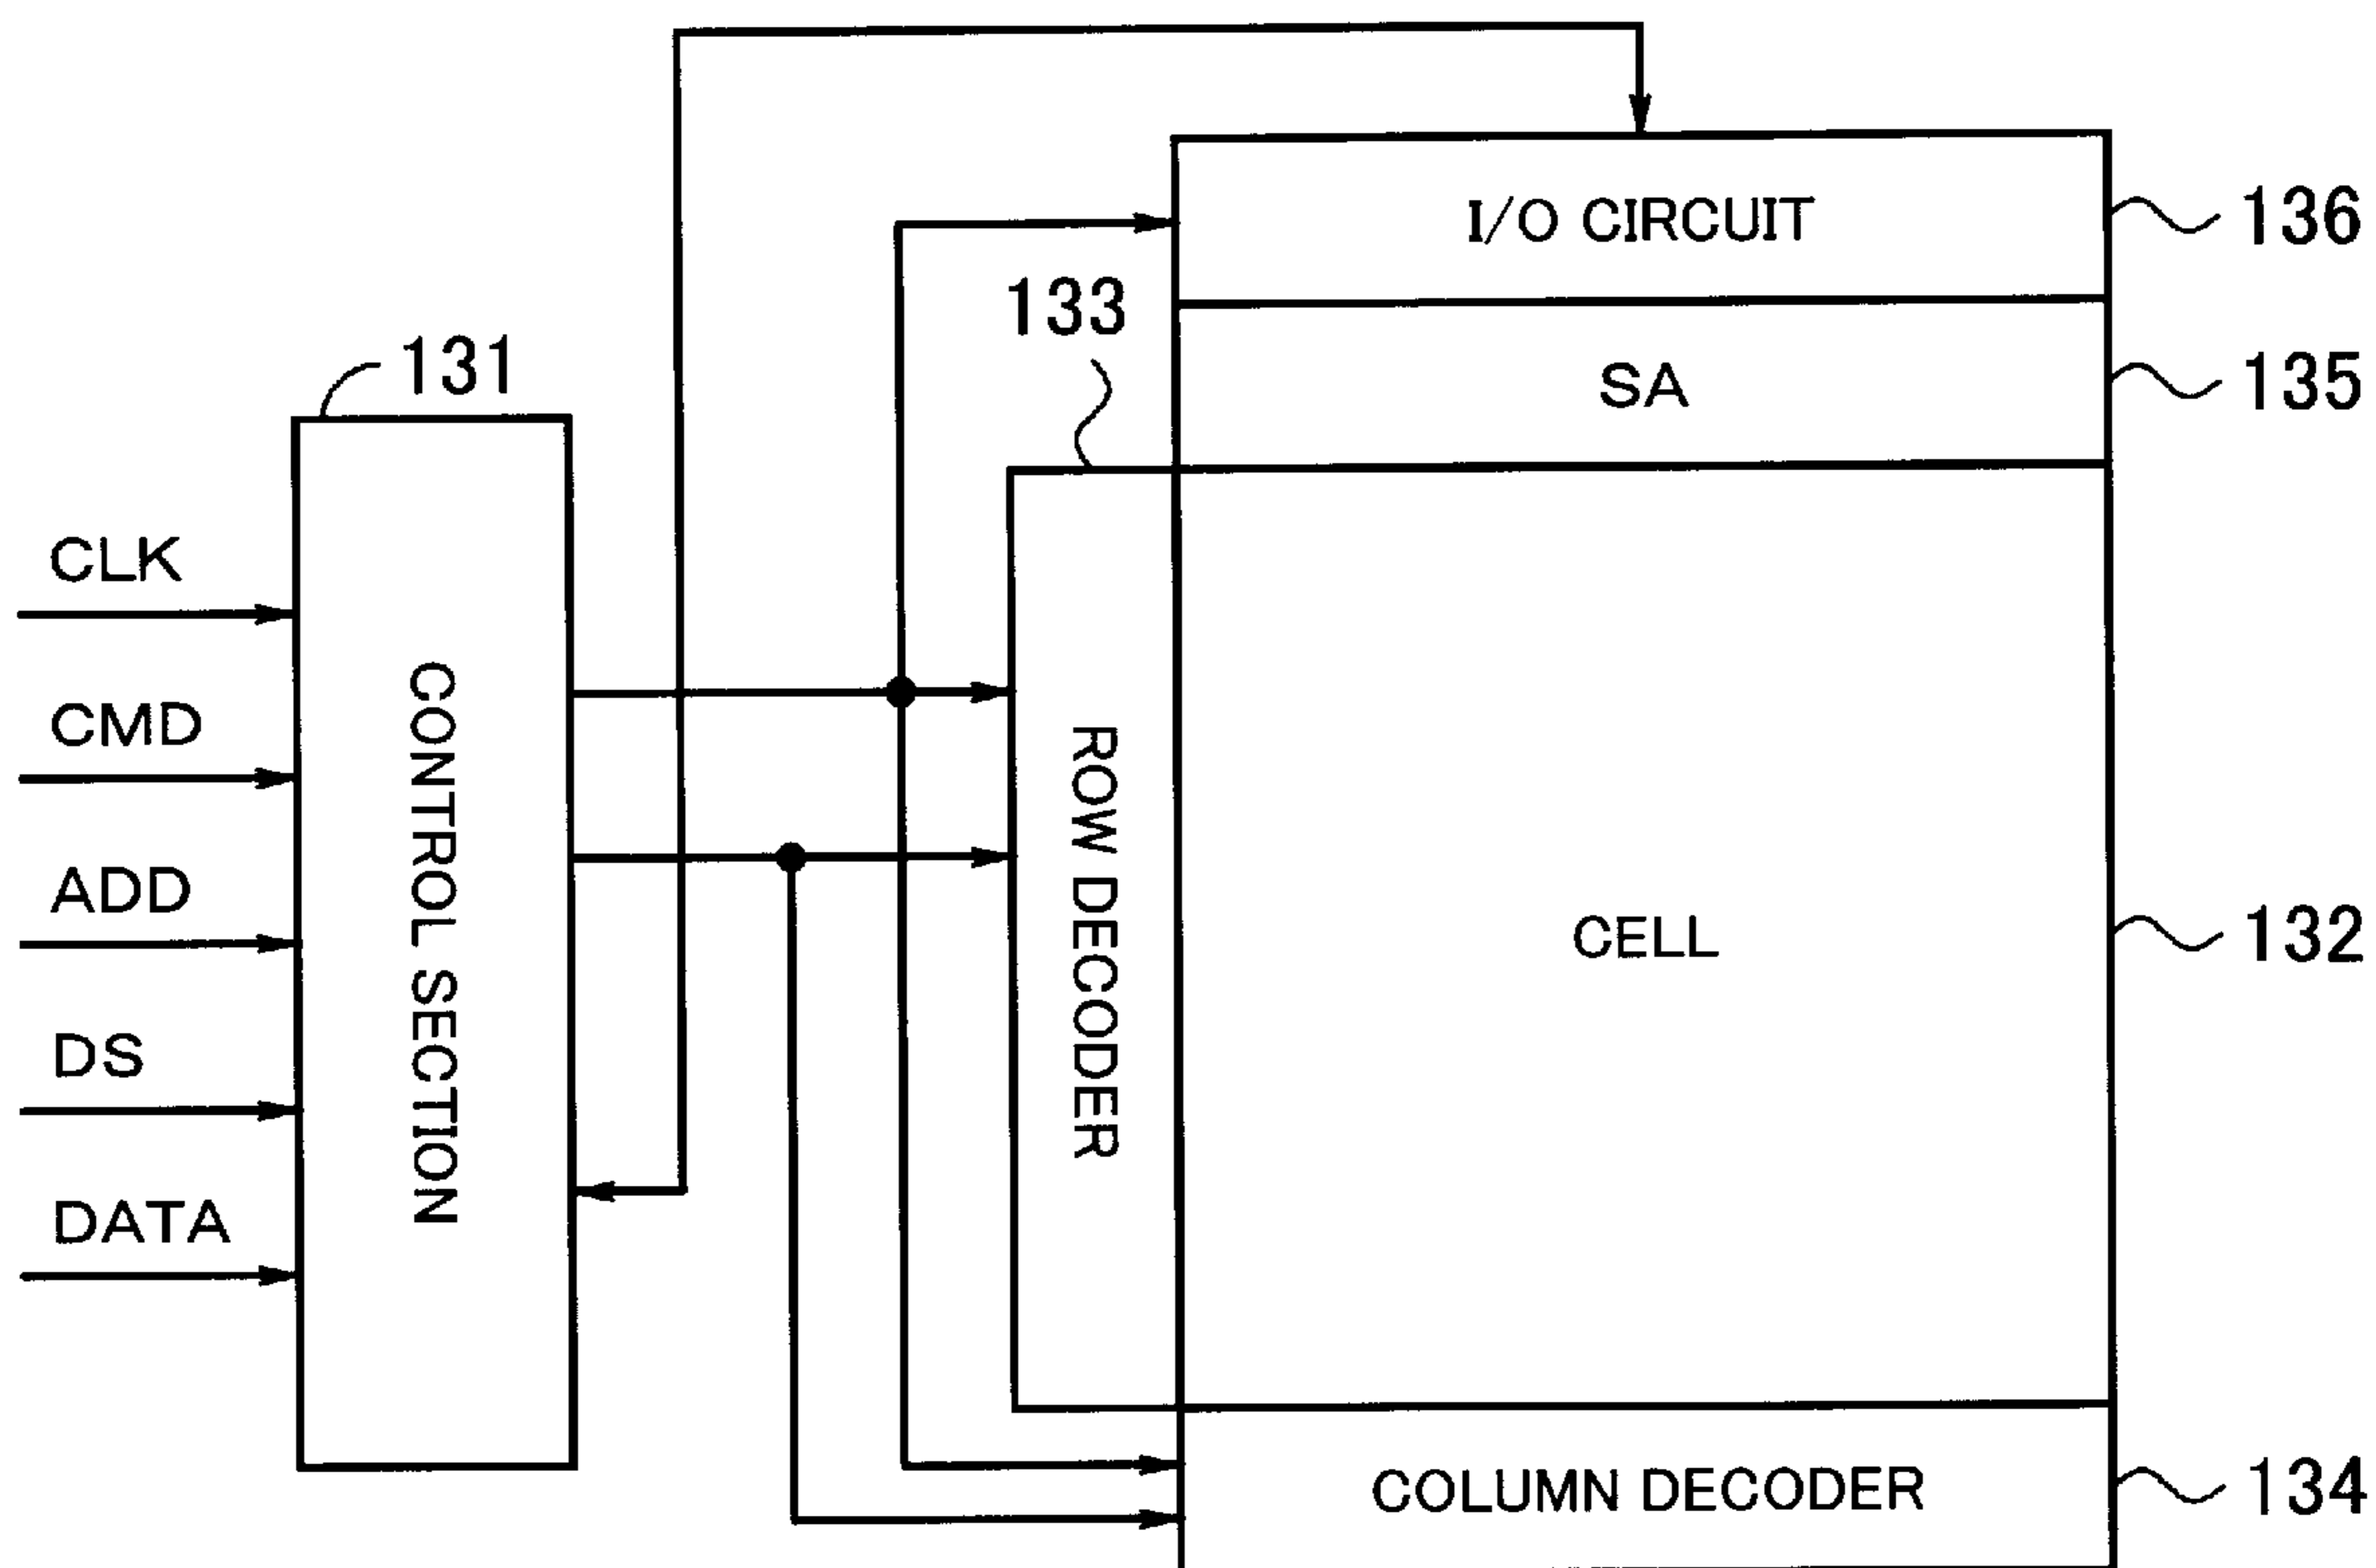 I/O CIRCUIT
136
133
SA
135
131
CLK
CMD
ADD
DS
DATA
CONTROL SECTION
ROW DECODER
CELL
132
COLUMN DECODER
134